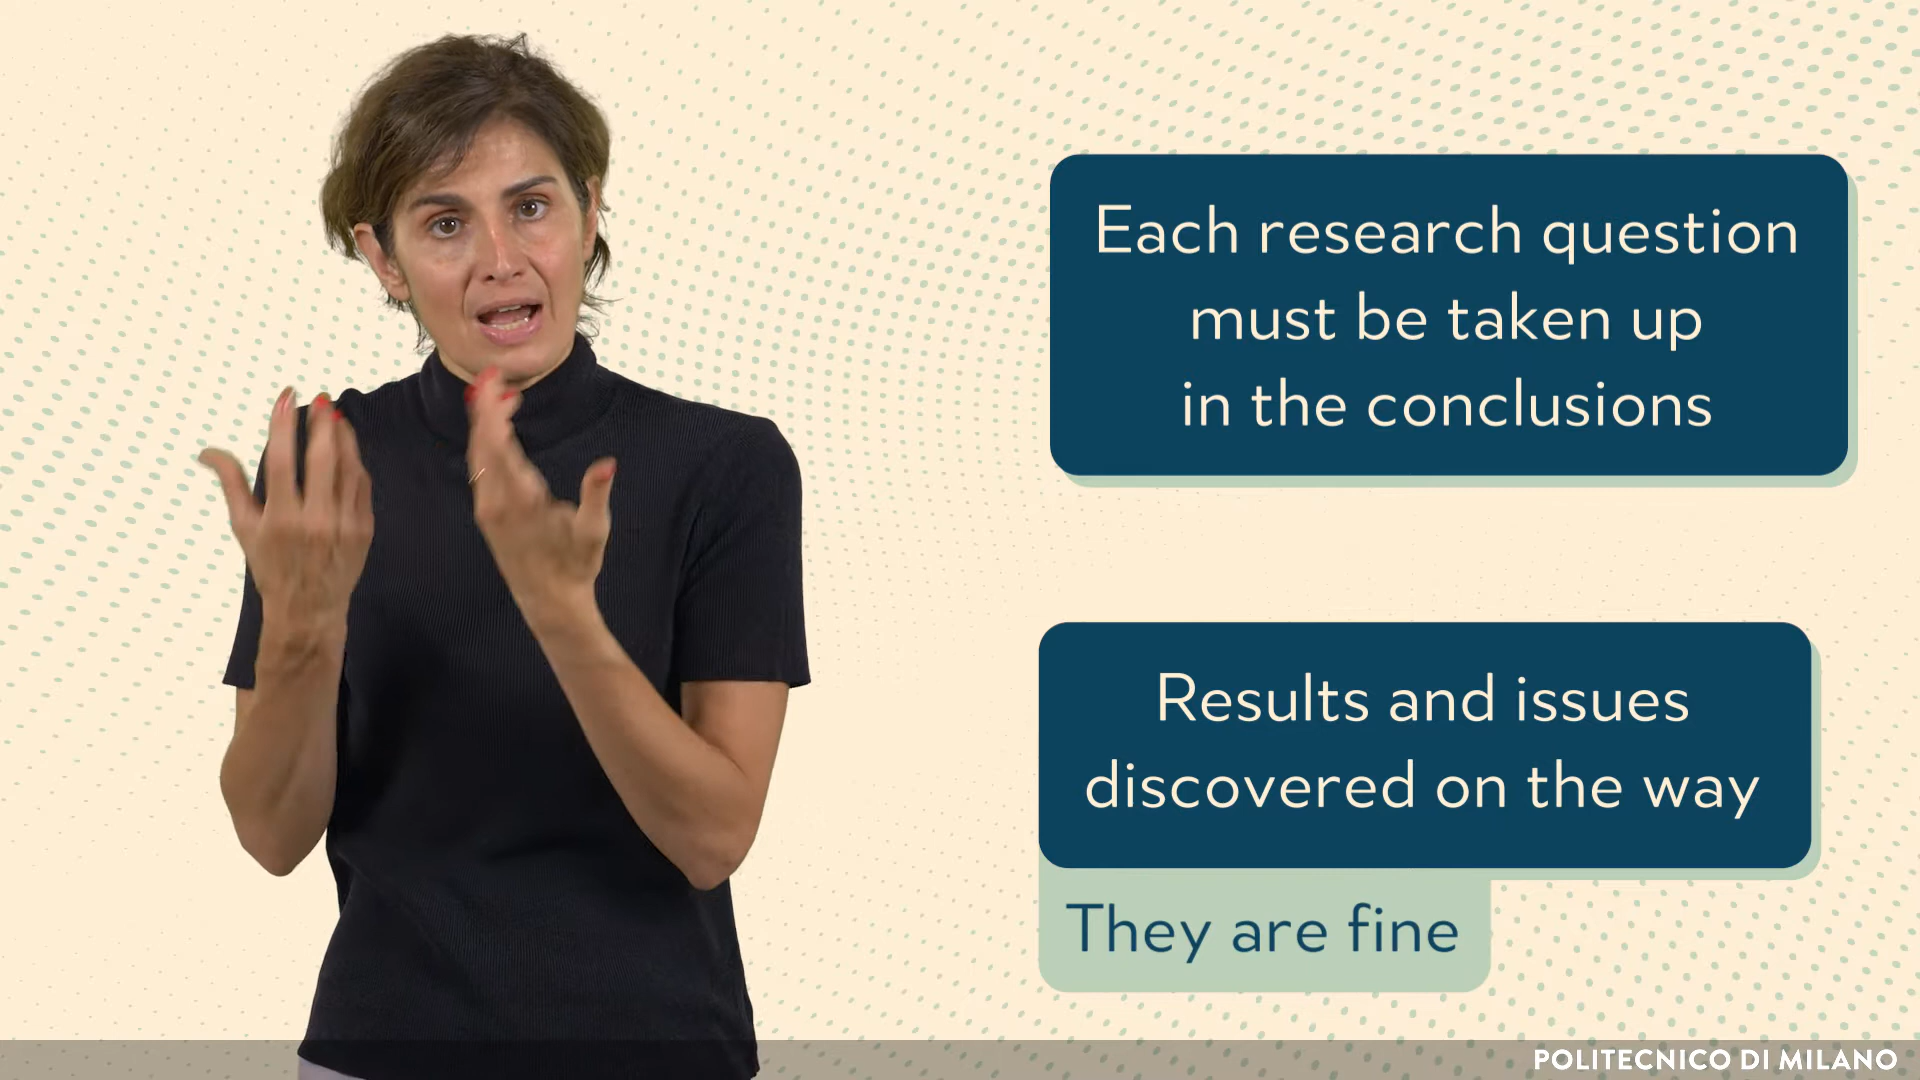 Each research question
must be taken up
in the conclusions
Results and issues
discovered on the way
They are fine
POLITECNICO DI MILANO